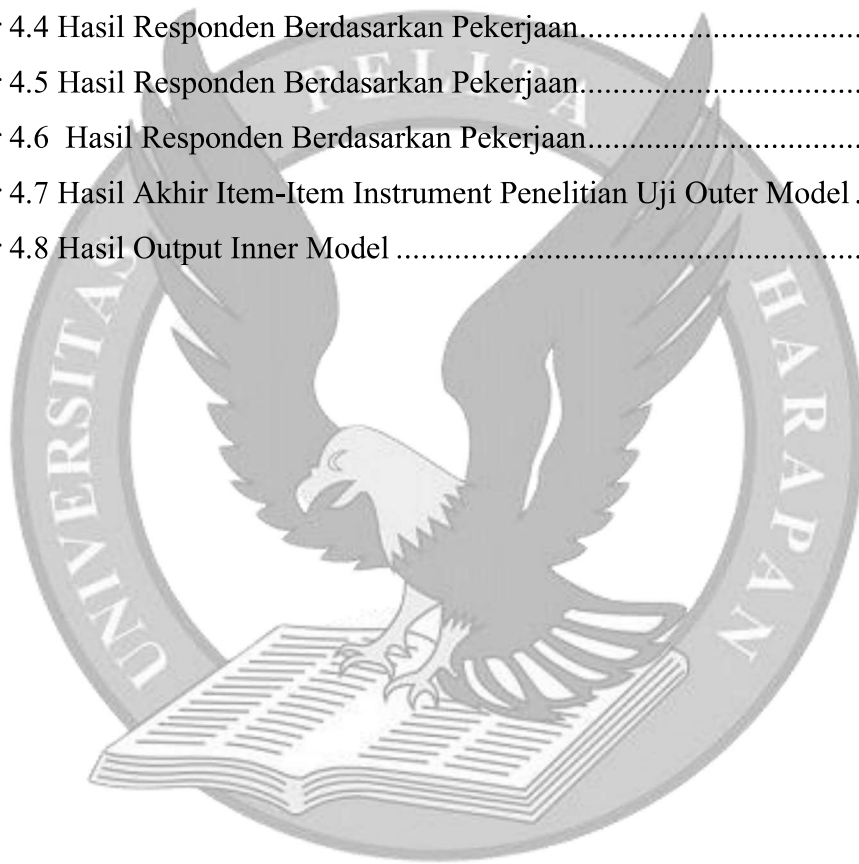 4.4 Hasil Responden Berdasarkan Pekerjaan..............................
4.5 Hasil Responden Berdasarkan Pekerjaan..............................
4.6 Hasil Responden Berdasarkan Pekerjaan..............................
4.7 Hasil Akhir Item-Item Instrument Penelitian Uji Outer Model .
4.8 Hasil Output Inner Model ....................................................
UNIVERSITAS PELITA HARAPAN